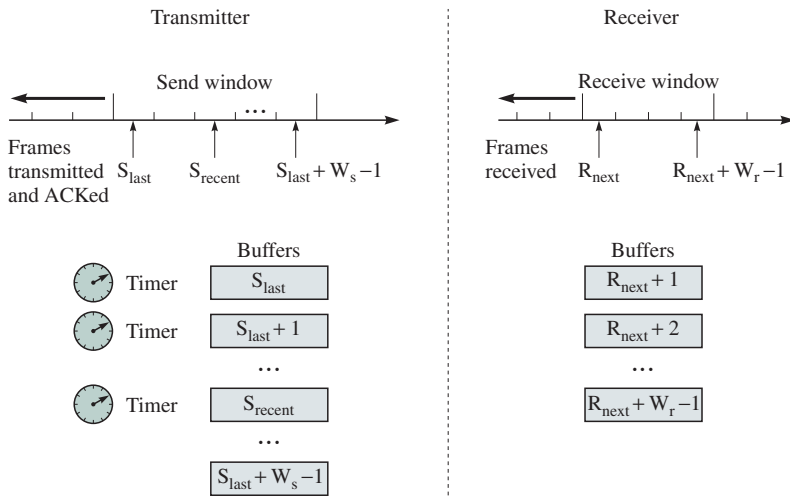 Transmitter
Send window
...
Frames
transmitted
and ACKed
S_last
S_recent
S_last + W_s − 1
Buffers
Timer
S_last
Timer
S_last + 1
...
Timer
S_recent
...
S_last + W_s − 1
Receiver
Receive window
Frames
received
R_next
R_next + W_r − 1
Buffers
R_next + 1
R_next + 2
...
R_next + W_r − 1